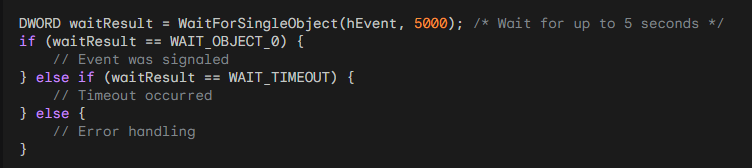 DWORD waitResult = WaitForSingleObject(hEvent, 5000); /* Wait for up to 5 seconds */
if (waitResult == WAIT_OBJECT_0) {
    // Event was signaled
} else if (waitResult == WAIT_TIMEOUT) {
    // Timeout occurred
} else {
    // Error handling
}